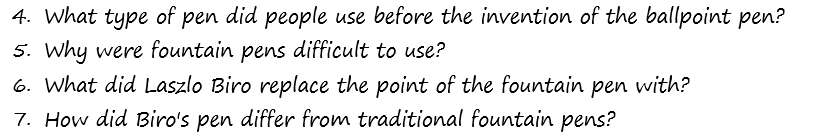 4. What type of pen did people use before the invention of the ballpoint pen?
5. Why were fountain pens difficult to use?
6. What did Laszlo Biro replace the point of the fountain pen with?
7. How did Biro's pen differ from traditional fountain pens?